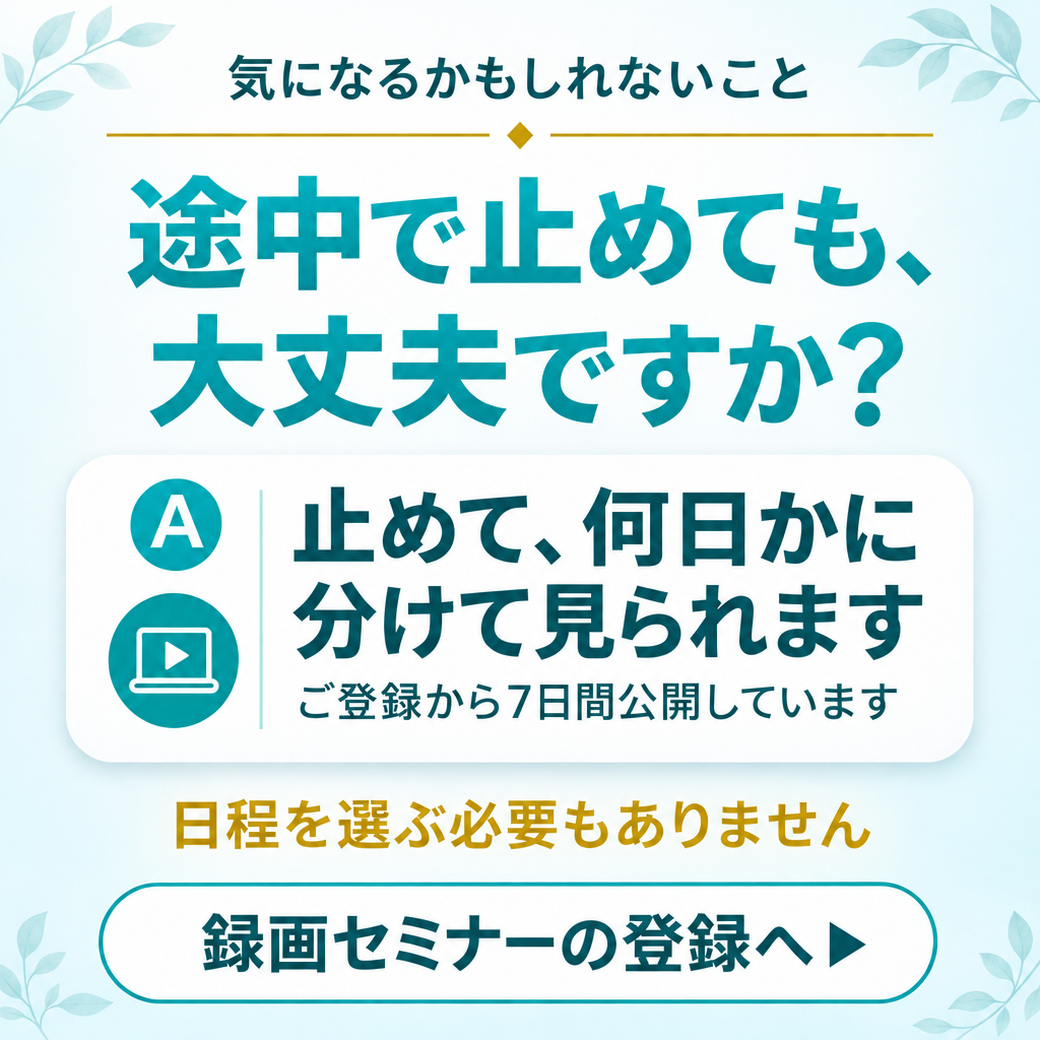 気になるかもしれないこと
途中で止めても、
大丈夫ですか？
A
止めて、何日かに
分けて見られます
ご登録から7日間公開しています
日程を選ぶ必要もありません
録画セミナーの登録へ▶